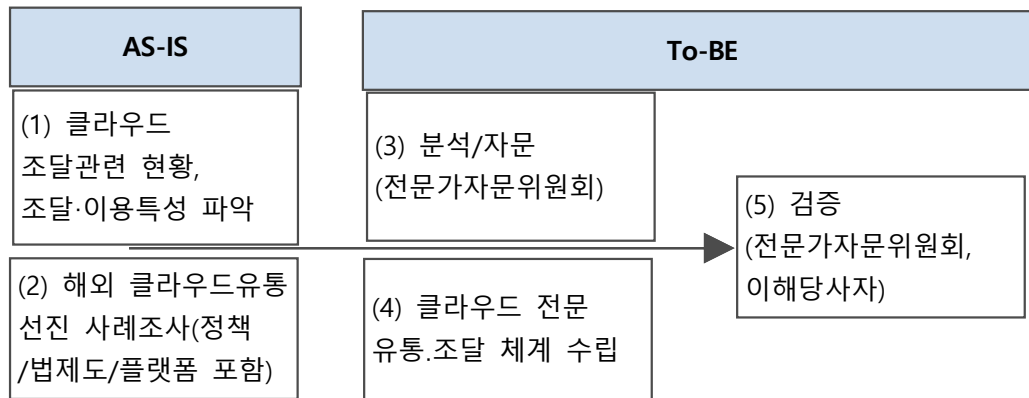 AS-IS
To-BE
(1) 클라우드
조달관련 현황,
조달·이용특성 파악
(2) 해외 클라우드유통
선진 사례조사(정책
/법제도/플랫폼 포함)
(3) 분석/자문
(전문가자문위원회)
(4) 클라우드 전문
유통.조달 체계 수립
(5) 검증
(전문가자문위원회,
이해당사자)